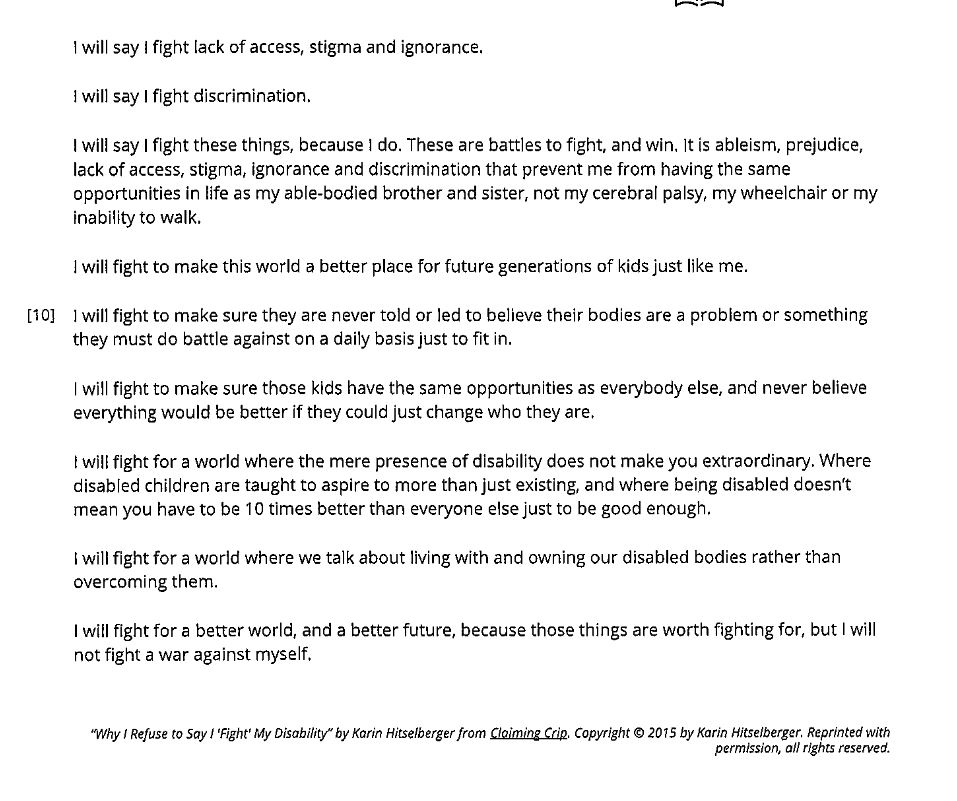 I will say I fight lack of access, stigma and ignorance.
I will say I fight discrimination.
I will say I fight these things, because I do. These are battles to fight, and win. It is ableism, prejudice,
lack of access, stigma, ignorance and discrimination that prevent me from having the same
opportunities in life as my able-bodied brother and sister, not my cerebral palsy, my wheelchair or my
inability to walk.
I will fight to make this world a better place for future generations of kids just like me.
[10] I will fight to make sure they are never told or led to believe their bodies are a problem or something
they must do battle against on a daily basis just to fit in.
I will fight to make sure those kids have the same opportunities as everybody else, and never believe
everything would be better if they could just change who they are.
I will fight for a world where the mere presence of disability does not make you extraordinary. Where
disabled children are taught to aspire to more than just existing, and where being disabled doesn't
mean you have to be 10 times better than everyone else just to be good enough.
I will fight for a world where we talk about living with and owning our disabled bodies rather than
overcoming them.
I will fight for a better world, and a better future, because those things are worth fighting for, but I will
not fight a war against myself.
"Why I Refuse to Say I 'Fight' My Disability" by Karin Hitselberger from Claiming Crip. Copyright © 2015 by Karin Hitselberger. Reprinted with
permission, all rights reserved.